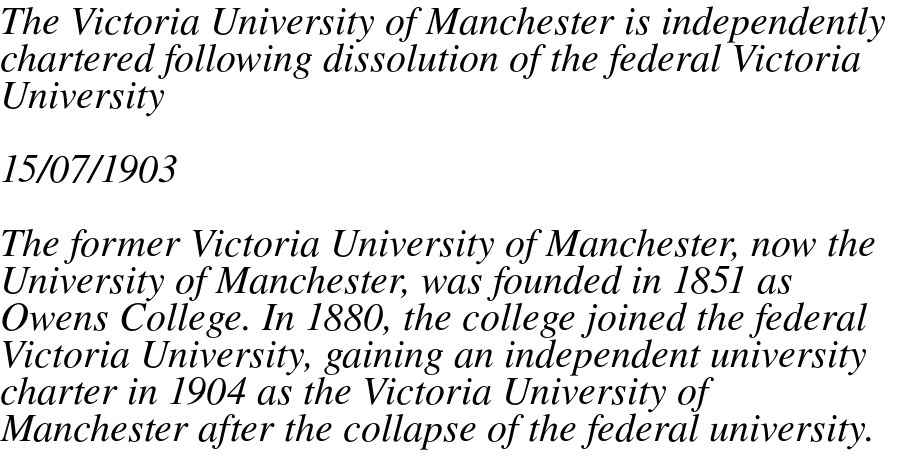 The Victoria University of Manchester is independently
chartered following dissolution of the federal Victoria
University
15/07/1903
The former Victoria University of Manchester, now the
University of Manchester, was founded in 1851 as
Owens College. In 1880, the college joined the federal
Victoria University, gaining an independent university
charter in 1904 as the Victoria University of
Manchester after the collapse of the federal university.